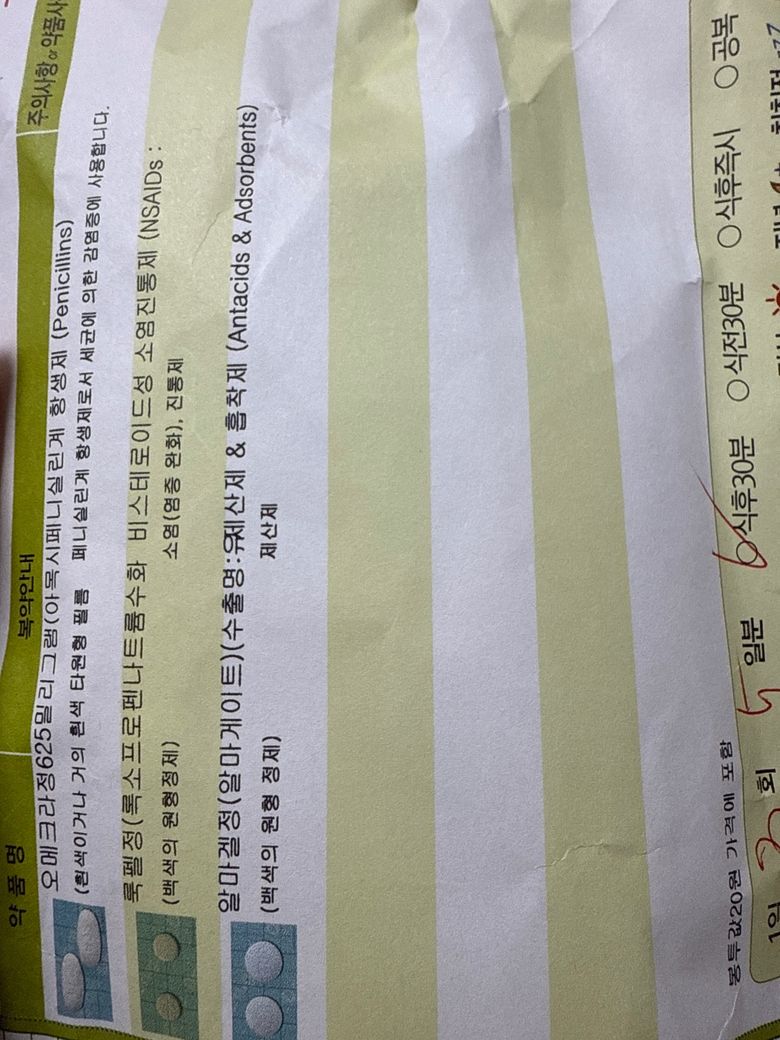 약품명 복약안내 주의사항 or 약품사
오메크라정625밀리그램(아목시페니실린계 항생제 (Penicillins)
(흰색이거나 거의 흰색 타원형 필름 페니실린계 항생제로서 세균에 의한 감염증에 사용합니다.
록펠정(록소프로펜나트륨수화 비스테로이드성 소염진통제 (NSAIDs :
(백색의 원형정제) 소염(염증 완화), 진통제
알마겔정(알마게이트)(수출명:유제산제 & 흡착제 (Antacids & Adsorbents)
(백색의 원형 정제) 제산제
봉투값20원 가격에 포함
1일 회 5 일분 식후30분 식전30분 식후즉시 공복